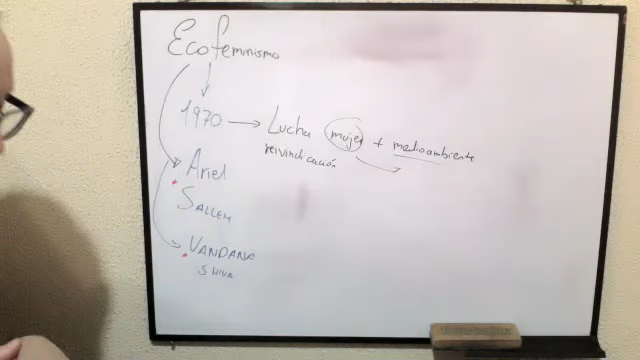 Ecofeminismo
1970 → Lucha mujer + medioambiente
reivindicación
Ariel
SALLEH
VANDANA
SHIVA